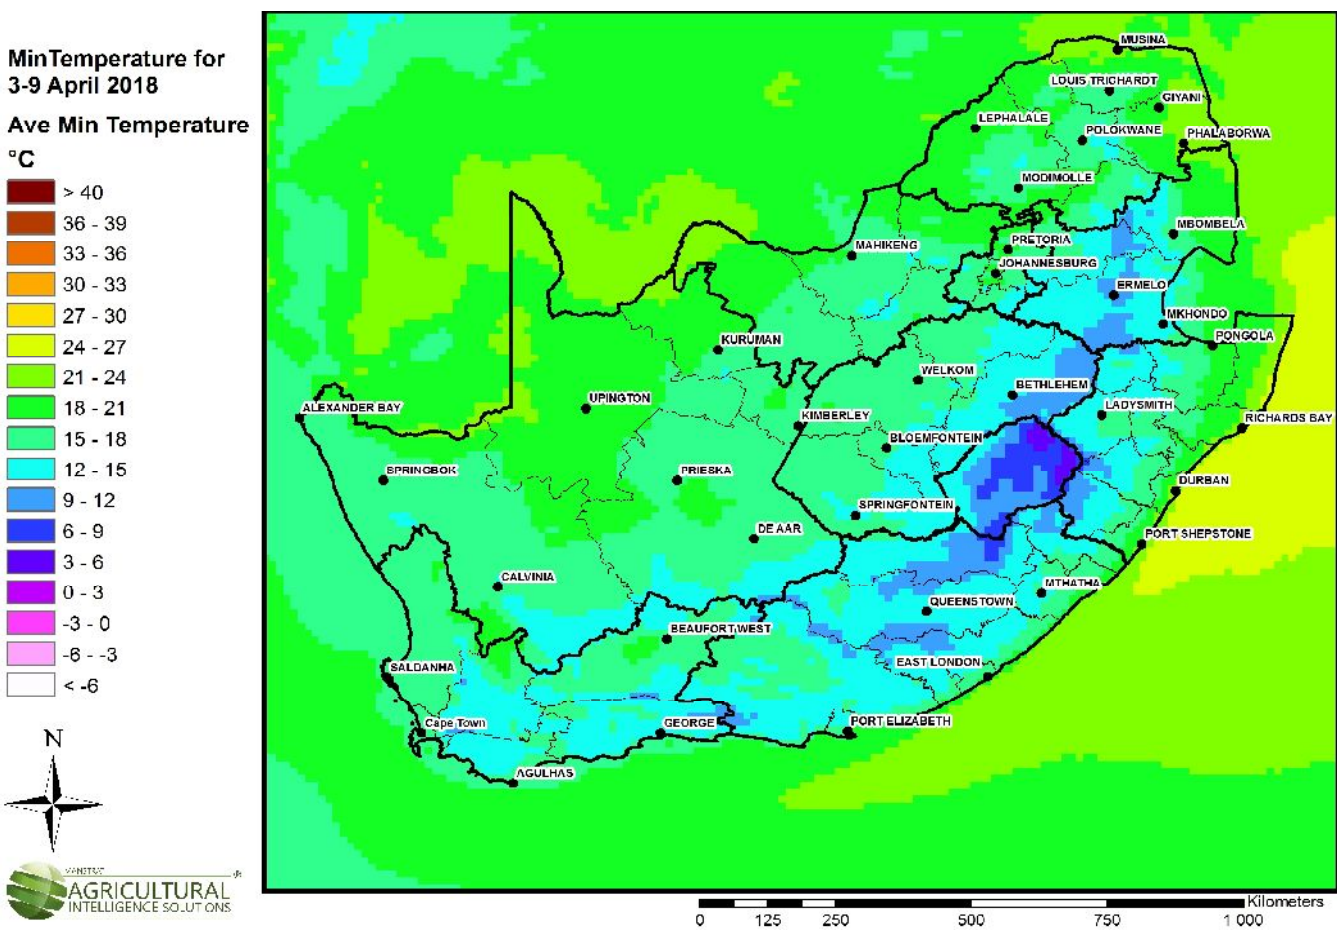 MinTemperature for
3-9 April 2018
Ave Min Temperature
°C
> 40
36 - 39
33 - 36
30 - 33
27 - 30
24 - 27
21 - 24
18 - 21
15 - 18
12 - 15
9 - 12
6 - 9
3 - 6
0 - 3
-3 - 0
-6 - -3
< -6
N
AGRICULTURAL
INTELLIGENCE SOLUTIONS
MUSINA
LOUIS TRICHARDT
GIYANI
LEPHALALE
POLOKWANE
PHALABORWA
MODIMOLLE
MBOMBELA
PRETORIA
MAHIKENG
JOHANNESBURG
ERMELO
MKHONDO
PONGOLA
KURUMAN
WELKOM
BETHLEHEM
UPINGTON
ALEXANDER BAY
LADYSMITH
KIMBERLEY
RICHARDS BAY
BLOEMFONTEIN
SPRINGBOK
PRIESKA
DURBAN
SPRINGFONTEIN
DE AAR
PORT SHEPSTONE
CALVINIA
MTHATHA
QUEENSTOWN
BEAUFORT WEST
EAST LONDON
SALDANHA
Cape Town
GEORGE
PORT ELIZABETH
AGULHAS
Kilometers
0 125 250 500 750 1 000